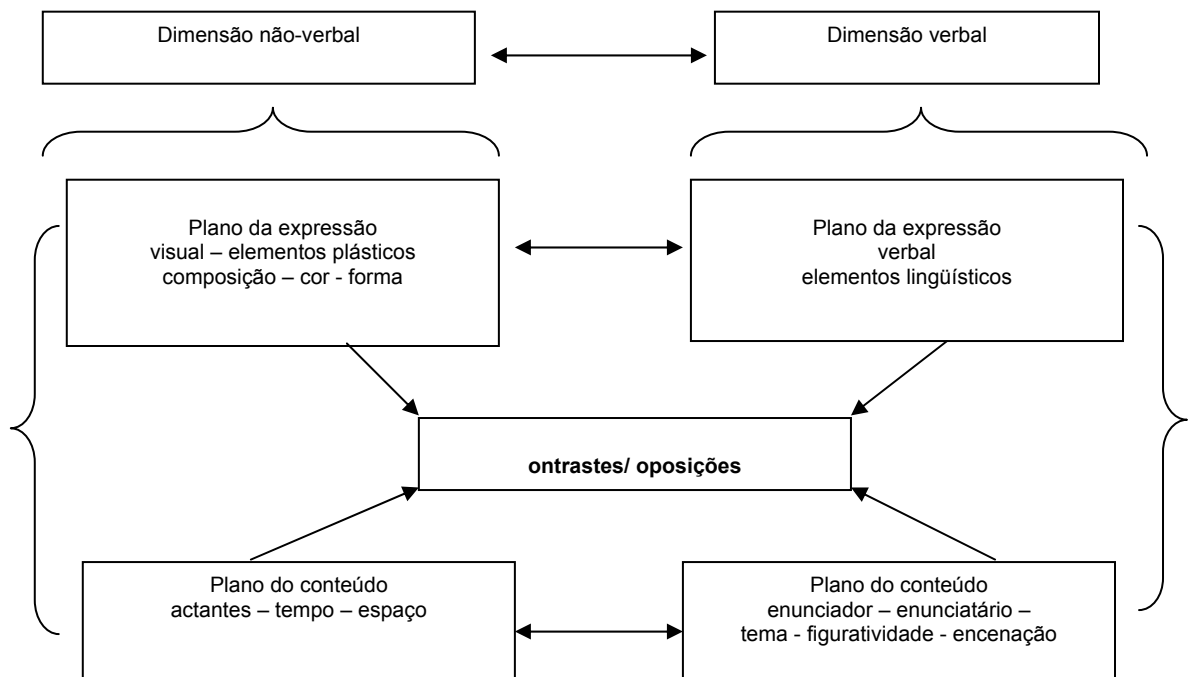 Dimensão não-verbal
Dimensão verbal
Plano da expressão
visual – elementos plásticos
composição – cor - forma
Plano da expressão
verbal
elementos lingüísticos
ontrastes/ oposições
Plano do conteúdo
actantes – tempo – espaço
Plano do conteúdo
enunciador – enunciatário –
tema - figuratividade - encenação